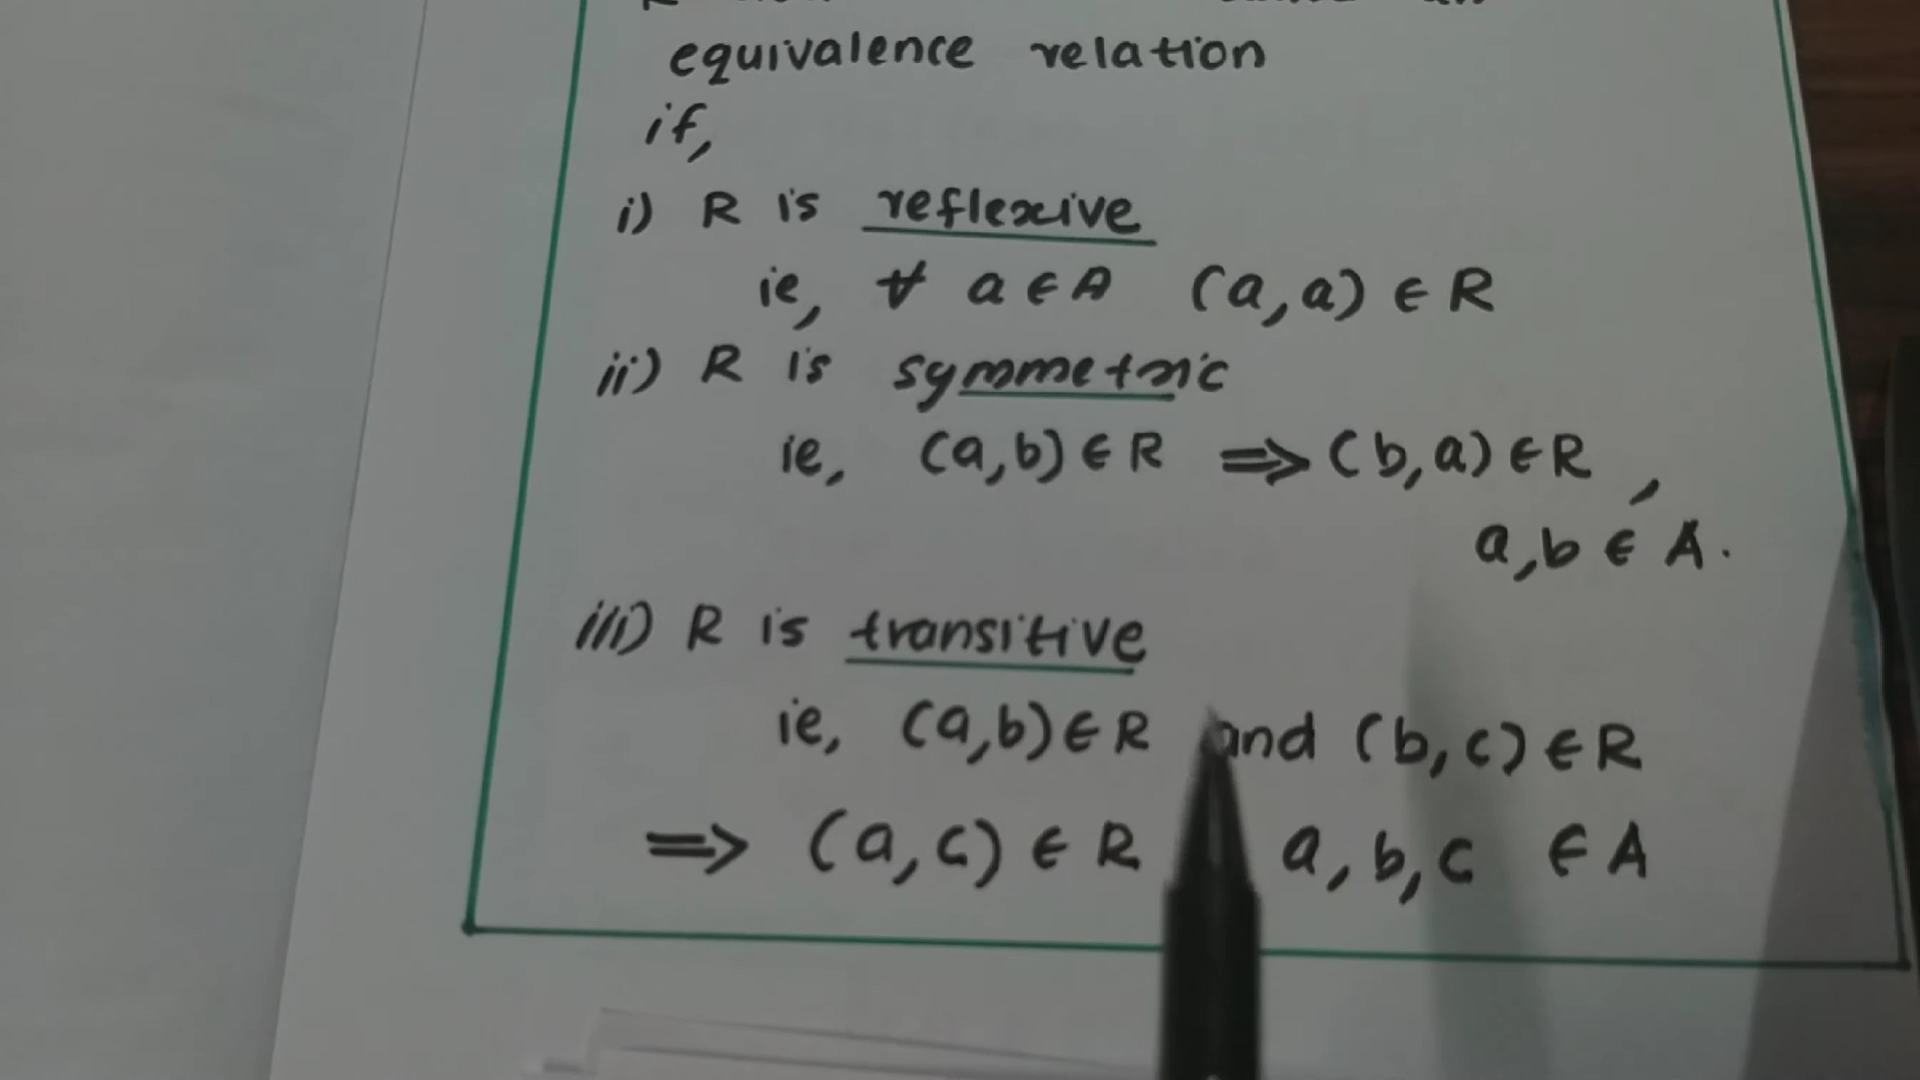 equivalence relation
if,
i) R is reflexive
ie, ∀ a ∈ A (a,a) ∈ R
ii) R is symmetric
ie, (a,b) ∈ R ⟹ (b,a) ∈ R ,
a,b ∈ A.
iii) R is transitive
ie, (a,b) ∈ R and (b,c) ∈ R
⟹ (a,c) ∈ R a,b,c ∈ A